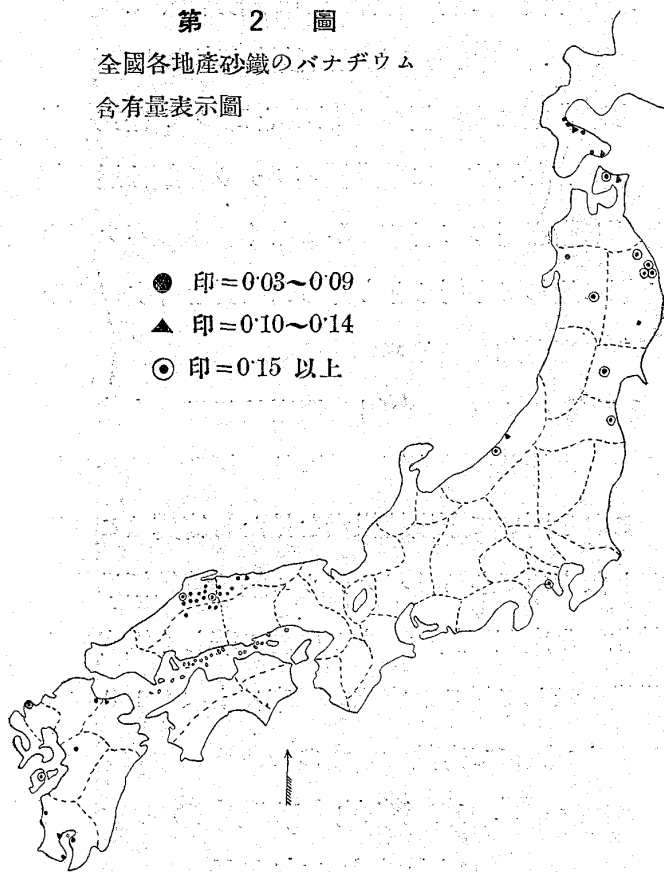 第 2 圖
全國各地產砂鐵のバナヂウム
含有量表示圖
● 印=0·03~0·09
▲ 印=0·10~0·14
◉ 印=0·15 以上